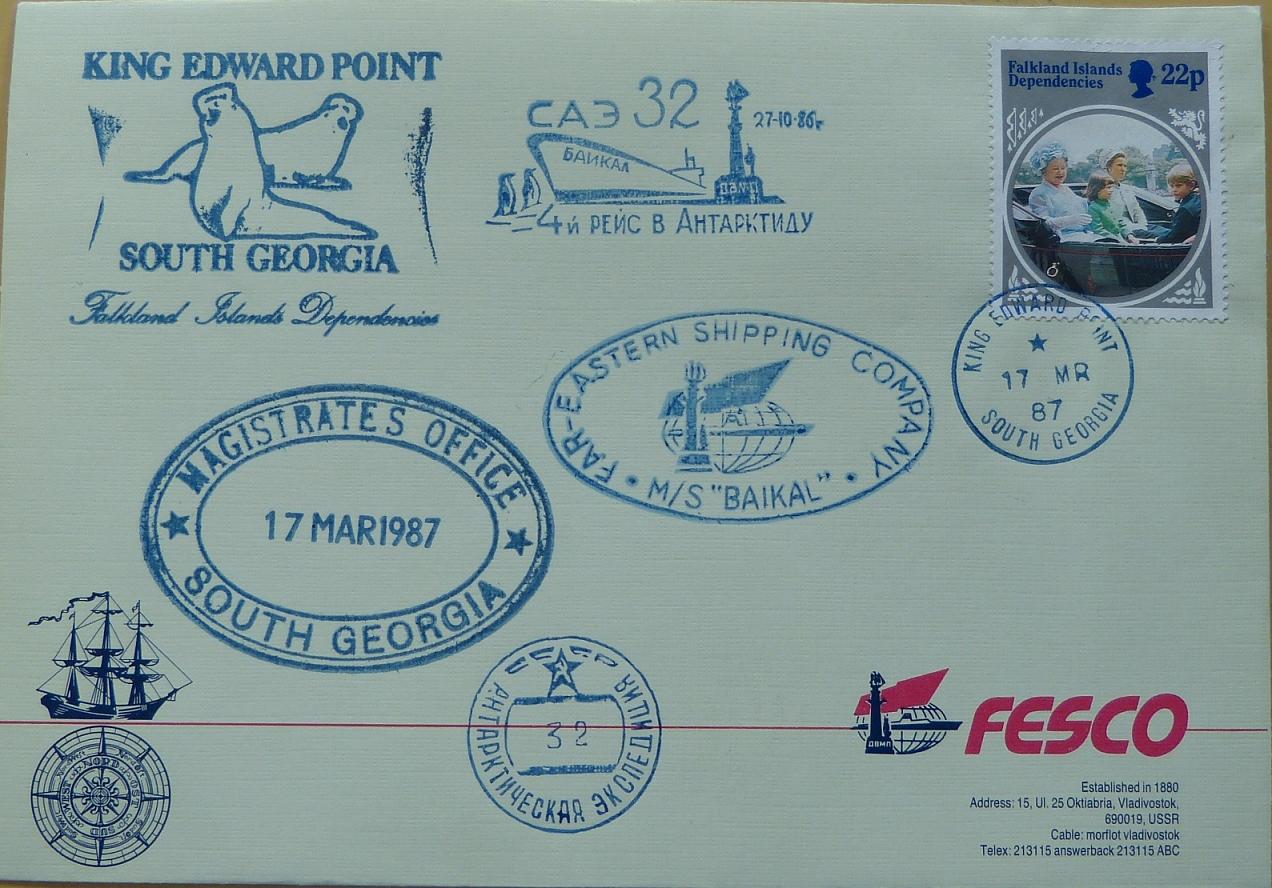 KING EDWARD POINT
SOUTH GEORGIA
Falkland Islands Dependencies
САЭ 32
27-10-86г.
БАЙКАЛ
ДВМП
4й РЕЙС В АНТАРКТИДУ
Falkland Islands
Dependencies
22p
KING EDWARD POINT
17 MR
87
SOUTH GEORGIA
FAR-EASTERN SHIPPING COMPANY
M/S "BAIKAL"
MAGISTRATES OFFICE
17 MAR 1987
SOUTH GEORGIA
СССР
32
АНТАРКТИЧЕСКАЯ ЭКСПЕДИЦИЯ
ДВМП
FESCO
Established in 1880
Address: 15, Ul. 25 Oktiabria, Vladivostok,
690019, USSR
Cable: morflot vladivostok
Telex: 213115 answerback 213115 ABC